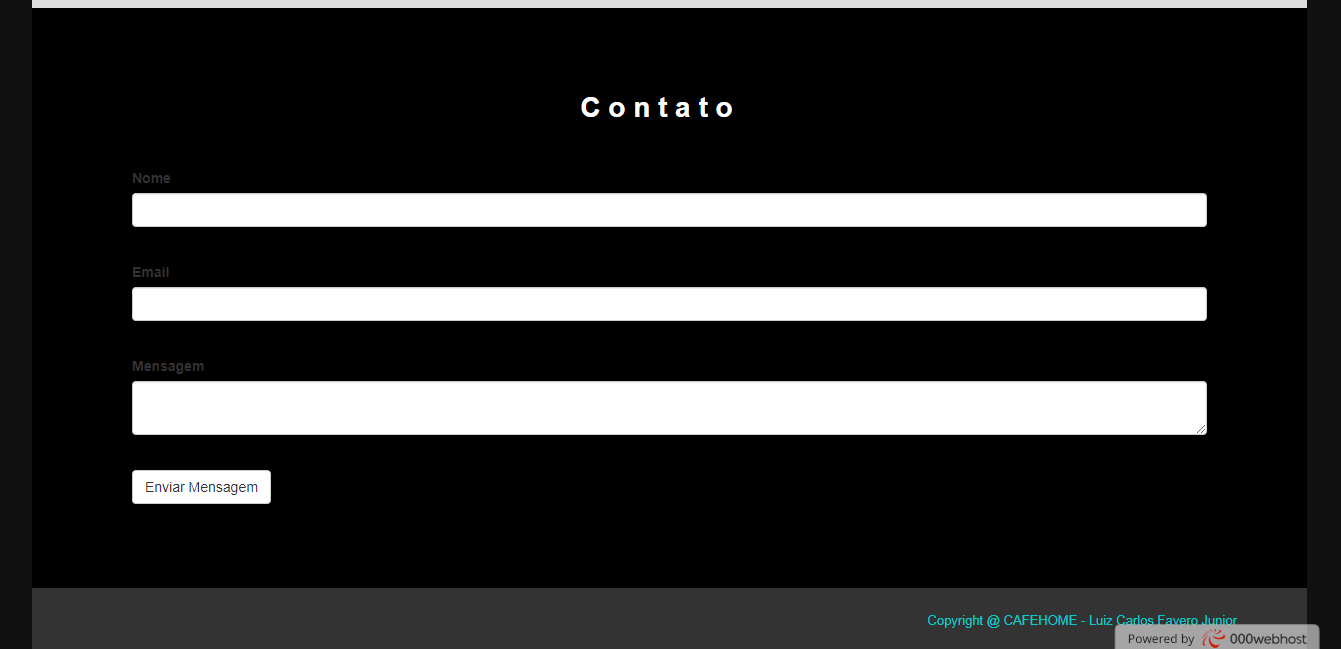 Contato
Nome
Email
Mensagem
Enviar Mensagem
Copyright @ CAFEHOME - Luiz Carlos Favero Junior
Powered by 000webhost